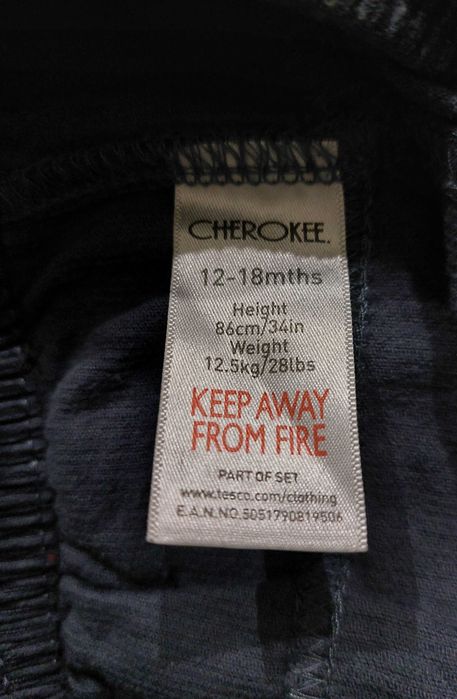 CHEROKEE.
12-18mths
Height
86cm/34in
Weight
12.5kg/28lbs
KEEP AWAY
FROM FIRE
PART OF SET
www.tesco.com/clothing
E.A.N.NO.5051790819506